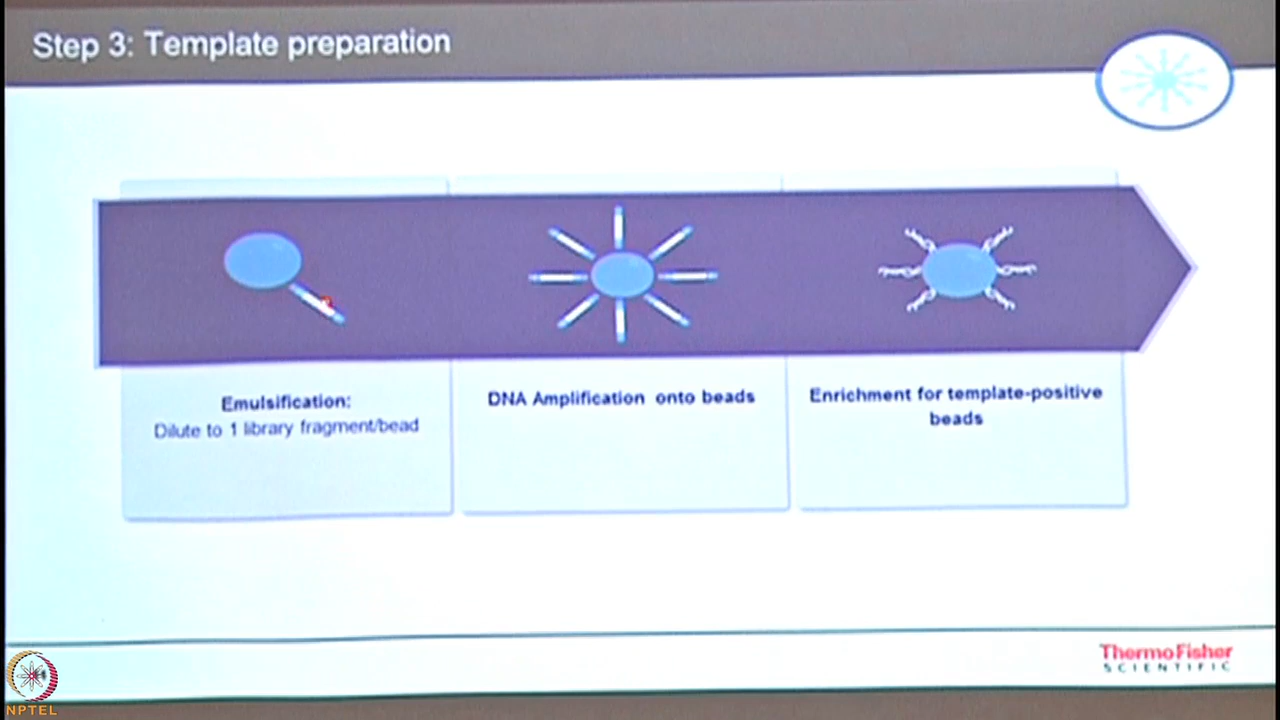 Step 3: Template preparation
Emulsification:
Dilute to 1 library fragment/bead
DNA Amplification onto beads
Enrichment for template-positive
beads
ThermoFisher
SCIENTIFIC
NPTEL